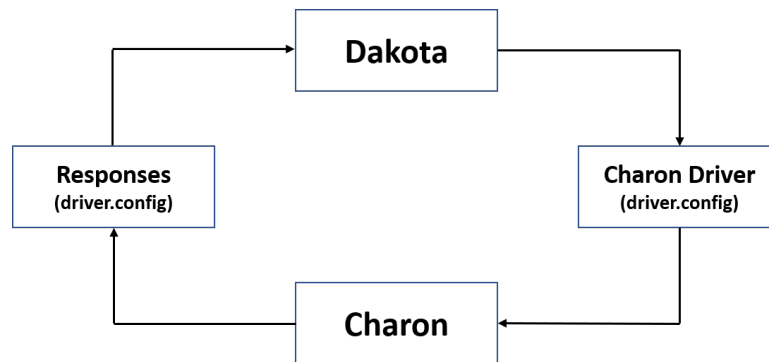 Dakota
Responses
(driver.config)
Charon Driver
(driver.config)
Charon